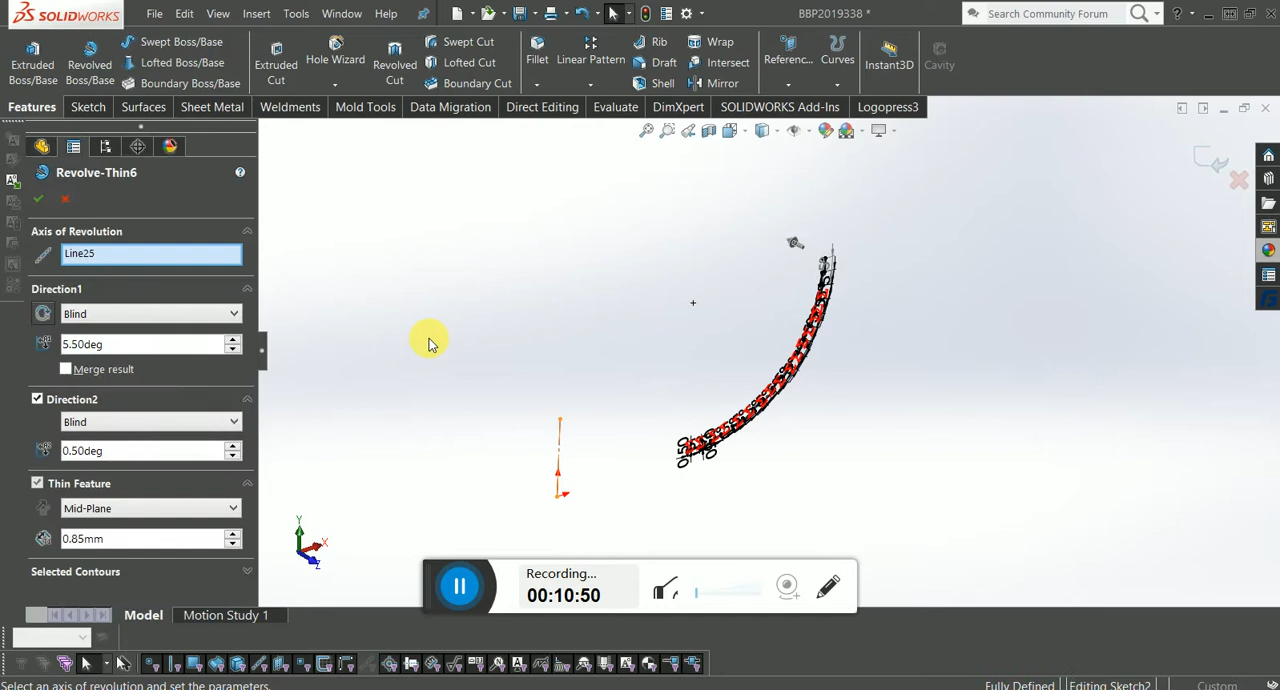 SOLIDWORKS
File
Edit
View
Insert
Tools
Window
Help
BBP2019338 *
Search Community Forum
Extruded
Boss/Base
Revolved
Boss/Base
Swept Boss/Base
Lofted Boss/Base
Boundary Boss/Base
Extruded
Cut
Hole Wizard
Revolved
Cut
Swept Cut
Lofted Cut
Boundary Cut
Fillet
Linear Pattern
Rib
Draft
Shell
Wrap
Intersect
Mirror
Referenc...
Curves
Instant3D
Cavity
Features
Sketch
Surfaces
Sheet Metal
Weldments
Mold Tools
Data Migration
Direct Editing
Evaluate
DimXpert
SOLIDWORKS Add-Ins
Logopress3
Revolve-Thin6
Axis of Revolution
Line25
Direction1
Blind
5.50deg
Merge result
Direction2
Blind
0.50deg
Thin Feature
Mid-Plane
0.85mm
Selected Contours
0.50
Y
X
Z
Recording...
00:10:50
Model
Motion Study 1
Select an axis of revolution and set the parameters.
Fully Defined
Editing Sketch2
Custom